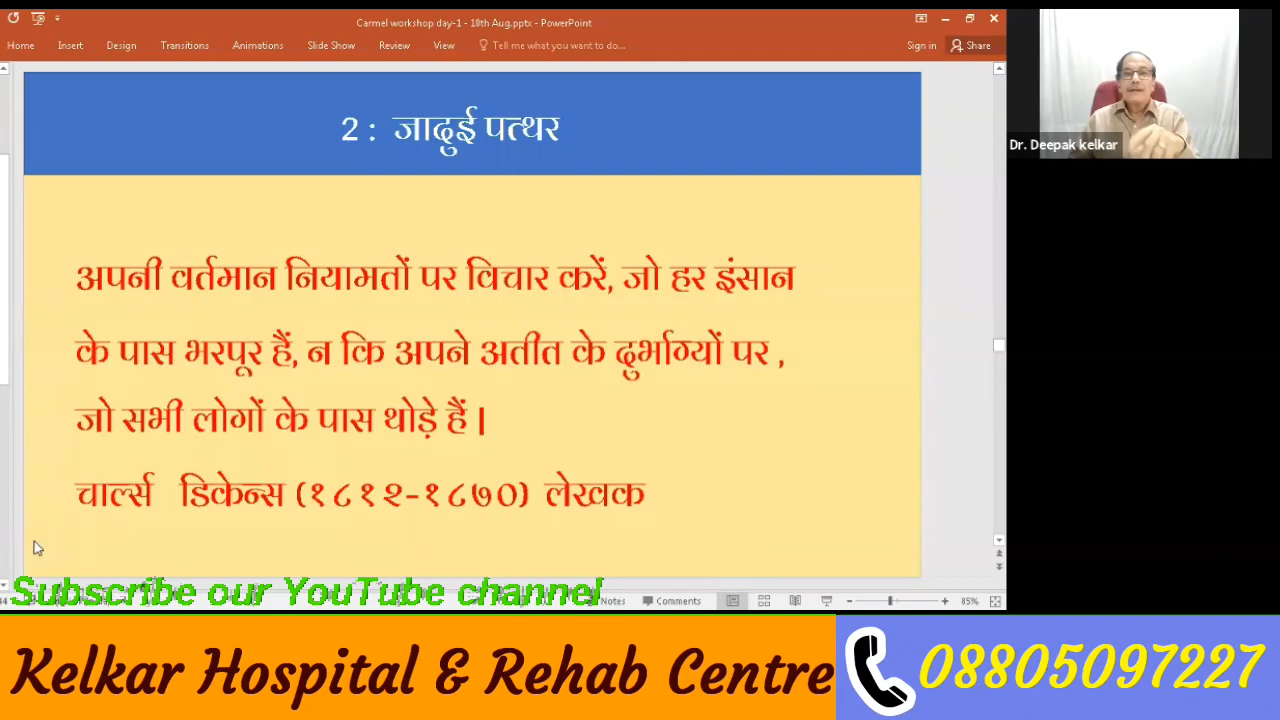 Carmel workshop day-1 - 10th Aug.pptx - PowerPoint
Home Insert Design Transitions Animations Slide Show Review View Tell me what you want to do... Sign in Share
2 : जादुई पत्थर
अपनी वर्तमान नियामतों पर विचार करें, जो हर इंसान
के पास भरपूर हैं, न कि अपने अतीत के दुर्भाग्यों पर ,
जो सभी लोगों के पास थोड़े हैं |
चार्ल्स डिकेन्स (१८१२-१८७०) लेखक
Dr. Deepak kelkar
Subscribe our YouTube channel
Notes Comments 85%
Kelkar Hospital & Rehab Centre
08805097227